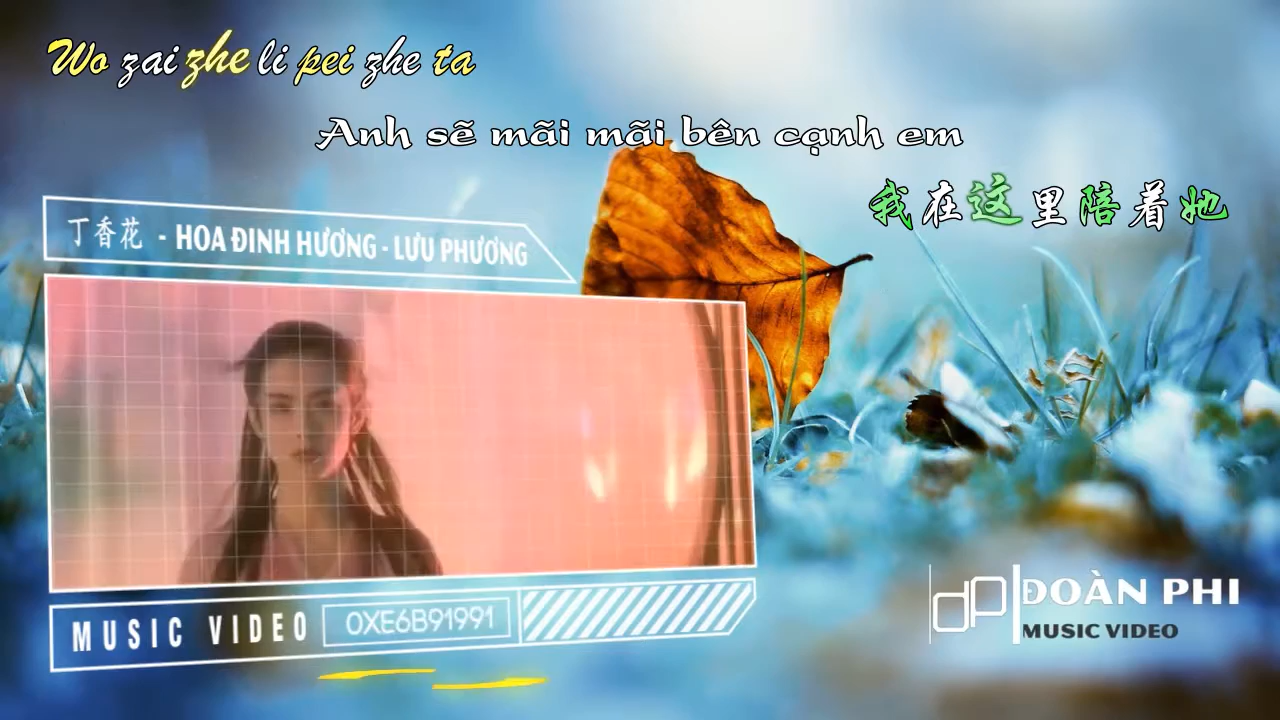 Wo zai zhe li pei zhe ta
Anh sẽ mãi mãi bên cạnh em
我在这里陪着她
丁香花 - HOA ĐINH HƯƠNG - LƯU PHƯƠNG
MUSIC VIDEO 0XE6B91991
dp ĐOÀN PHI
MUSIC VIDEO